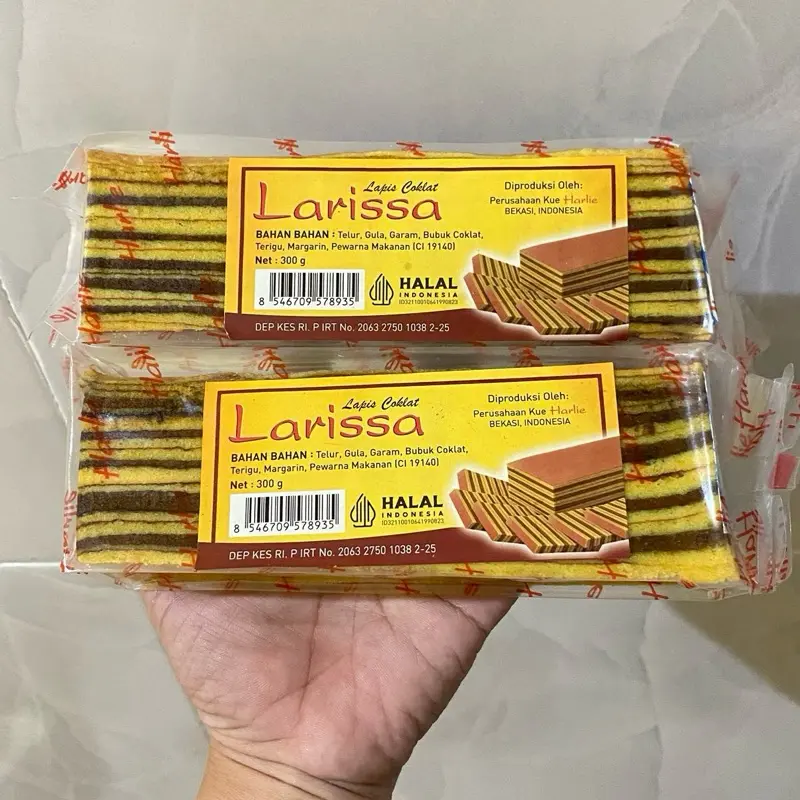 Lapis Coklat
Larissa
BAHAN BAHAN : Telur, Gula, Garam, Bubuk Coklat,
Terigu, Margarin, Pewarna Makanan (CI 19140)
Net : 300 g
8 546709 578935
HALAL
INDONESIA
ID32110010641990823
Diproduksi Oleh:
Perusahaan Kue Harlie
BEKASI, INDONESIA
DEP KES RI. P IRT No. 2063 2750 1038 2-25
Lapis Coklat
Larissa
BAHAN BAHAN : Telur, Gula, Garam, Bubuk Coklat,
Terigu, Margarin, Pewarna Makanan (CI 19140)
Net : 300 g
8 546709 578935
HALAL
INDONESIA
ID32110010641990823
Diproduksi Oleh:
Perusahaan Kue Harlie
BEKASI, INDONESIA
DEP KES RI. P IRT No. 2063 2750 1038 2-25